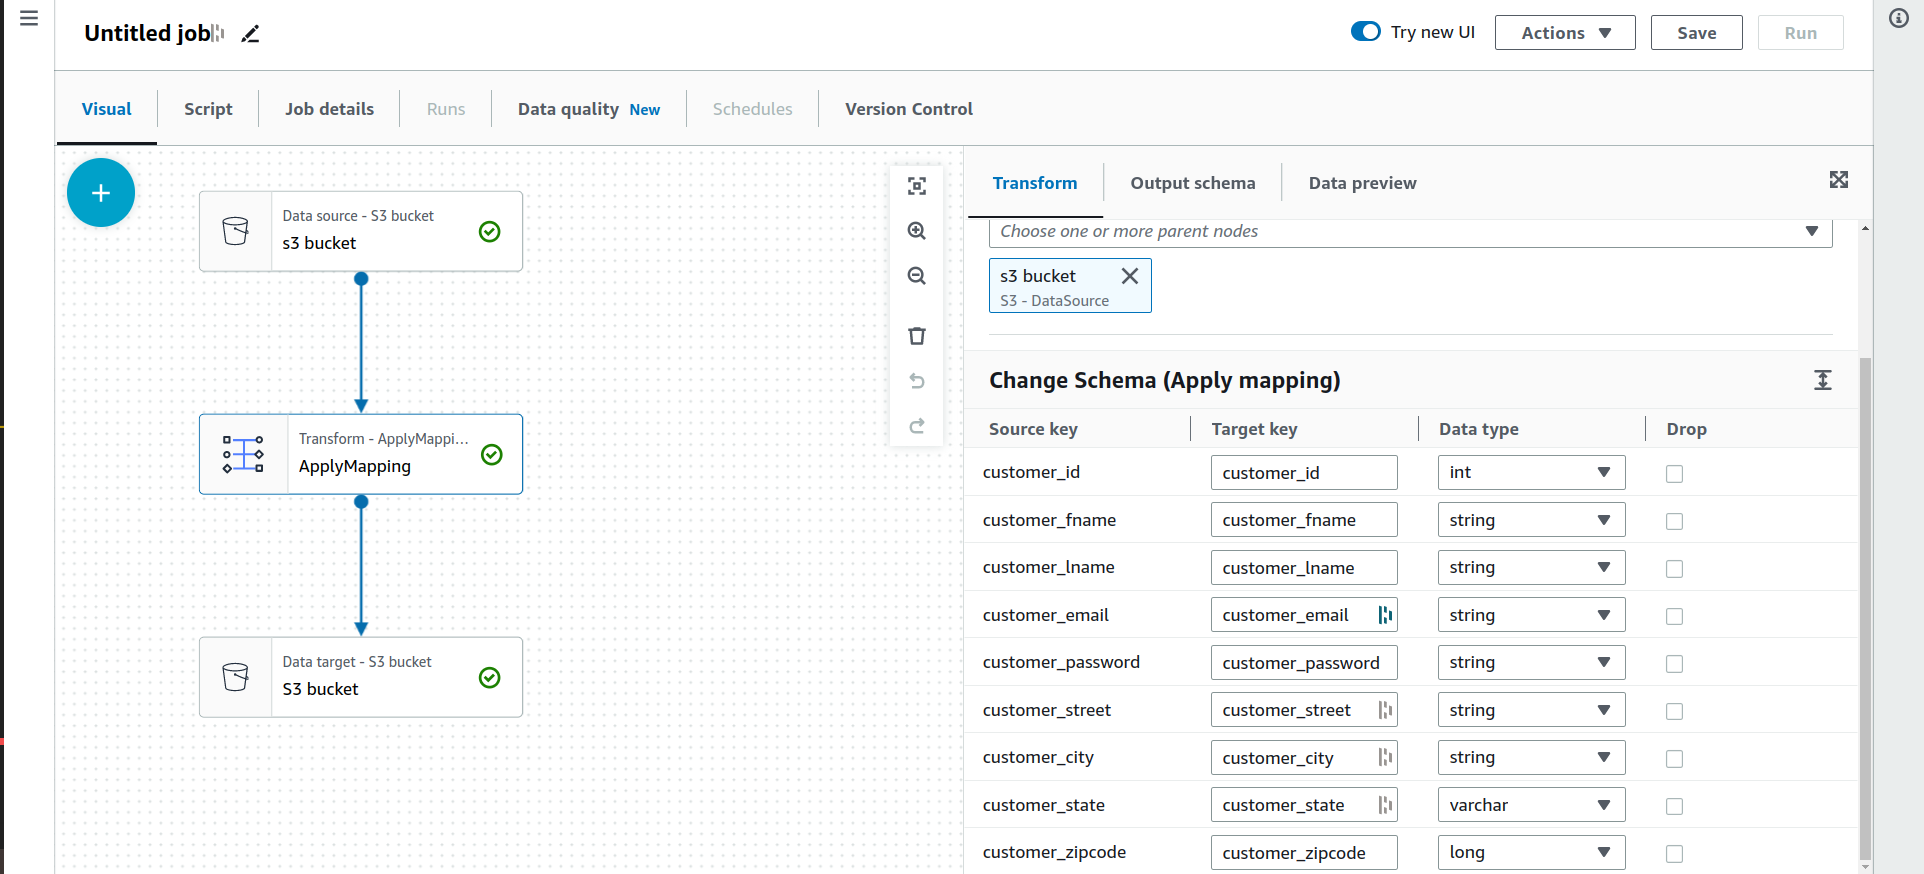 Untitled job
Try new UI
Actions
Save
Run
Visual
Script
Job details
Runs
Data quality New
Schedules
Version Control
Data source - S3 bucket
s3 bucket
Transform - ApplyMappi...
ApplyMapping
Data target - S3 bucket
S3 bucket
Transform
Output schema
Data preview
Choose one or more parent nodes
s3 bucket
S3 - DataSource
Change Schema (Apply mapping)
Source key Target key Data type Drop
customer_id customer_id int
customer_fname customer_fname string
customer_lname customer_lname string
customer_email customer_email string
customer_password customer_password string
customer_street customer_street string
customer_city customer_city string
customer_state customer_state varchar
customer_zipcode customer_zipcode long